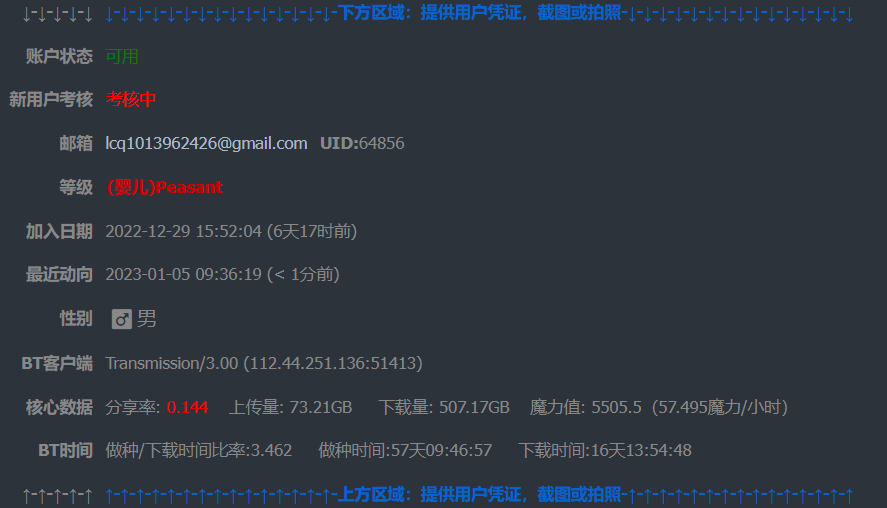 ↓-↓-↓-↓-↓ ↓-↓-↓-↓-↓-↓-↓-↓-↓-↓-↓-↓-↓-↓-↓-下方区域：提供用户凭证，截图或拍照-↓-↓-↓-↓-↓-↓-↓-↓-↓-↓-↓-↓-↓-↓-↓
账户状态 可用
新用户考核 考核中
邮箱 lcq1013962426@gmail.com UID:64856
等级 (婴儿)Peasant
加入日期 2022-12-29 15:52:04 (6天17时前)
最近动向 2023-01-05 09:36:19 (< 1分前)
性别 ♂ 男
BT客户端 Transmission/3.00 (112.44.251.136:51413)
核心数据 分享率: 0.144 上传量: 73.21GB 下载量: 507.17GB 魔力值: 5505.5（57.495魔力/小时）
BT时间 做种/下载时间比率:3.462 做种时间:57天09:46:57 下载时间:16天13:54:48
↑-↑-↑-↑-↑ ↑-↑-↑-↑-↑-↑-↑-↑-↑-↑-↑-↑-↑-↑-↑-上方区域：提供用户凭证，截图或拍照-↑-↑-↑-↑-↑-↑-↑-↑-↑-↑-↑-↑-↑-↑-↑